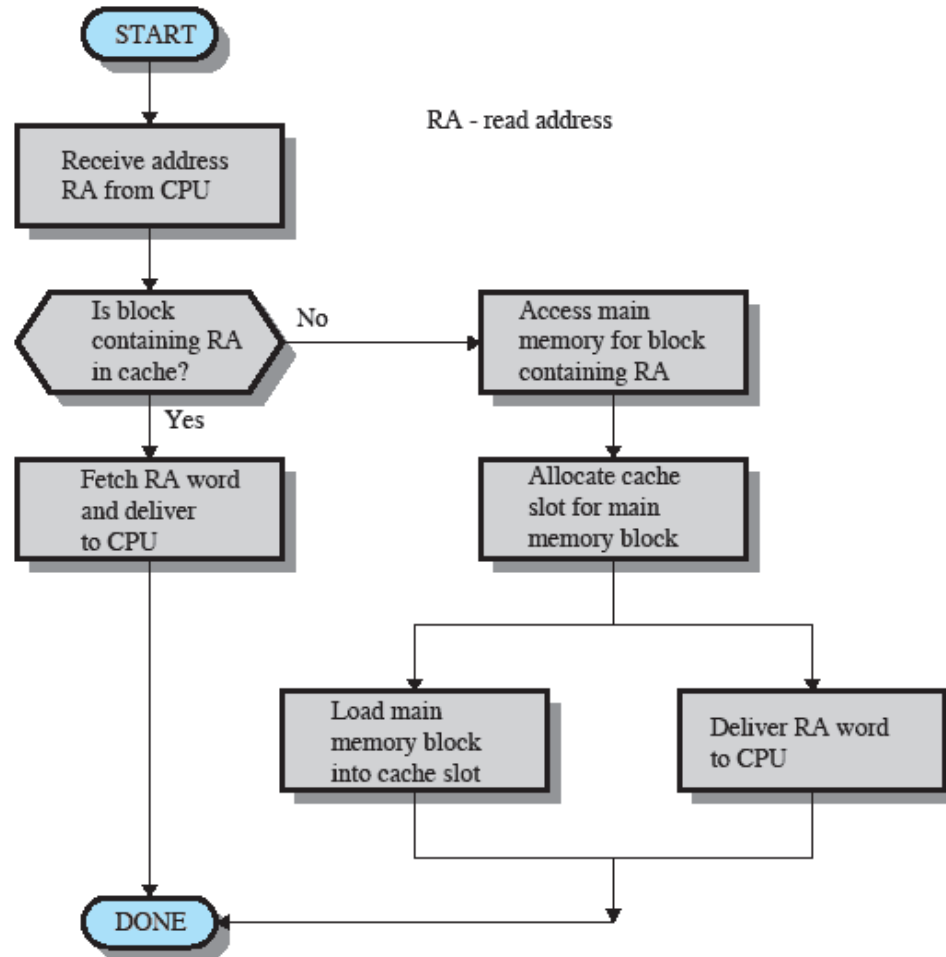 START
RA - read address
Receive address
RA from CPU
Is block
containing RA
in cache?
No
Access main
memory for block
containing RA
Yes
Fetch RA word
and deliver
to CPU
Allocate cache
slot for main
memory block
Load main
memory block
into cache slot
Deliver RA word
to CPU
DONE